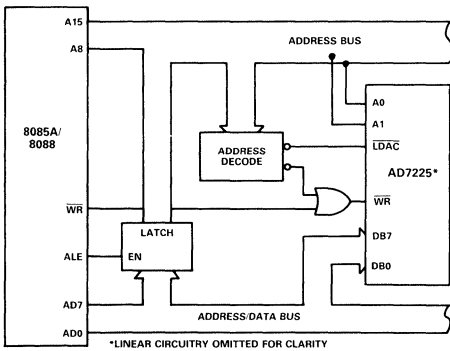 A15
ADDRESS BUS
A8
A0
A1
8085A/
8088
ADDRESS
DECODE
LDAC
AD7225*
WR
WR
LATCH
DB7
ALE
EN
DB0
AD7
ADDRESS/DATA BUS
AD0
*LINEAR CIRCUITRY OMITTED FOR CLARITY